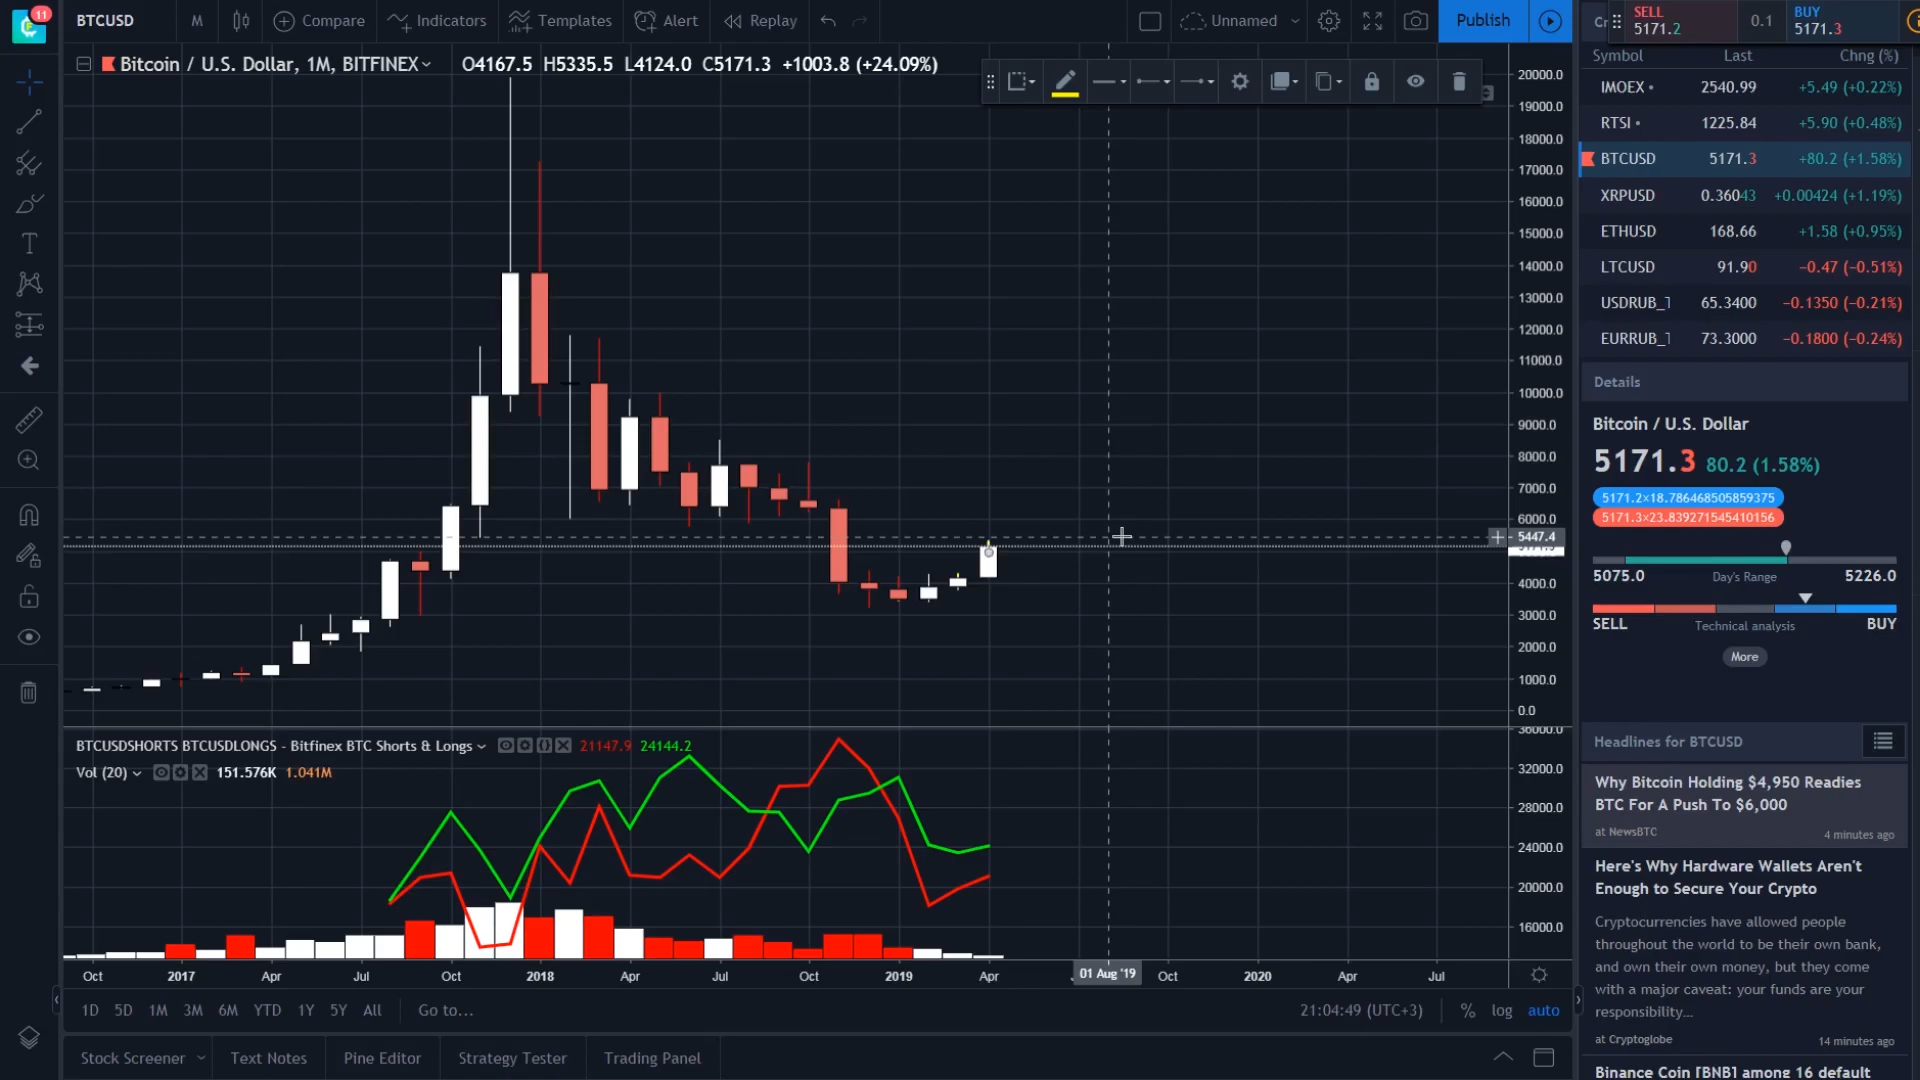 11
BTCUSD
M
Compare
Indicators
Templates
Alert
Replay
Unnamed
Publish
SELL
5171.2
0.1
BUY
5171.3
Bitcoin / U.S. Dollar, 1M, BITFINEX
O4167.5 H5335.5 L4124.0 C5171.3 +1003.8 (+24.09%)
20000.0
19000.0
18000.0
17000.0
16000.0
15000.0
14000.0
13000.0
12000.0
11000.0
10000.0
9000.0
8000.0
7000.0
6000.0
5447.4
4000.0
3000.0
2000.0
1000.0
0.0
BTCUSDSHORTS BTCUSDLONGS - Bitfinex BTC Shorts & Longs
21147.9 24144.2
Vol (20)
151.576K 1.041M
36000.0
32000.0
28000.0
24000.0
20000.0
16000.0
Oct 2017 Apr Jul Oct 2018 Apr Jul Oct 2019 Apr 01 Aug '19 Oct 2020 Apr Jul
1D 5D 1M 3M 6M YTD 1Y 5Y All Go to...
21:04:49 (UTC+3) % log auto
Stock Screener Text Notes Pine Editor Strategy Tester Trading Panel
Symbol Last Chng (%)
IMOEX 2540.99 +5.49 (+0.22%)
RTSI 1225.84 +5.90 (+0.48%)
BTCUSD 5171.3 +80.2 (+1.58%)
XRPUSD 0.36043 +0.00424 (+1.19%)
ETHUSD 168.66 +1.58 (+0.95%)
LTCUSD 91.90 −0.47 (−0.51%)
USDRUB_ 65.3400 −0.1350 (−0.21%)
EURRUB_ 73.3000 −0.1800 (−0.24%)
Details
Bitcoin / U.S. Dollar
5171.3 80.2 (1.58%)
5171.2×18.786468505859375
5171.3×23.839271545410156
5075.0 Day's Range 5226.0
SELL Technical analysis BUY
More
Headlines for BTCUSD
Why Bitcoin Holding $4,950 Readies
BTC For A Push To $6,000
at NewsBTC 4 minutes ago
Here's Why Hardware Wallets Aren't
Enough to Secure Your Crypto
Cryptocurrencies have allowed people
throughout the world to be their own bank,
and own their own money, but they come
with a major caveat: your funds are your
responsibility...
at Cryptoglobe 14 minutes ago
Binance Coin [BNB] among 16 default